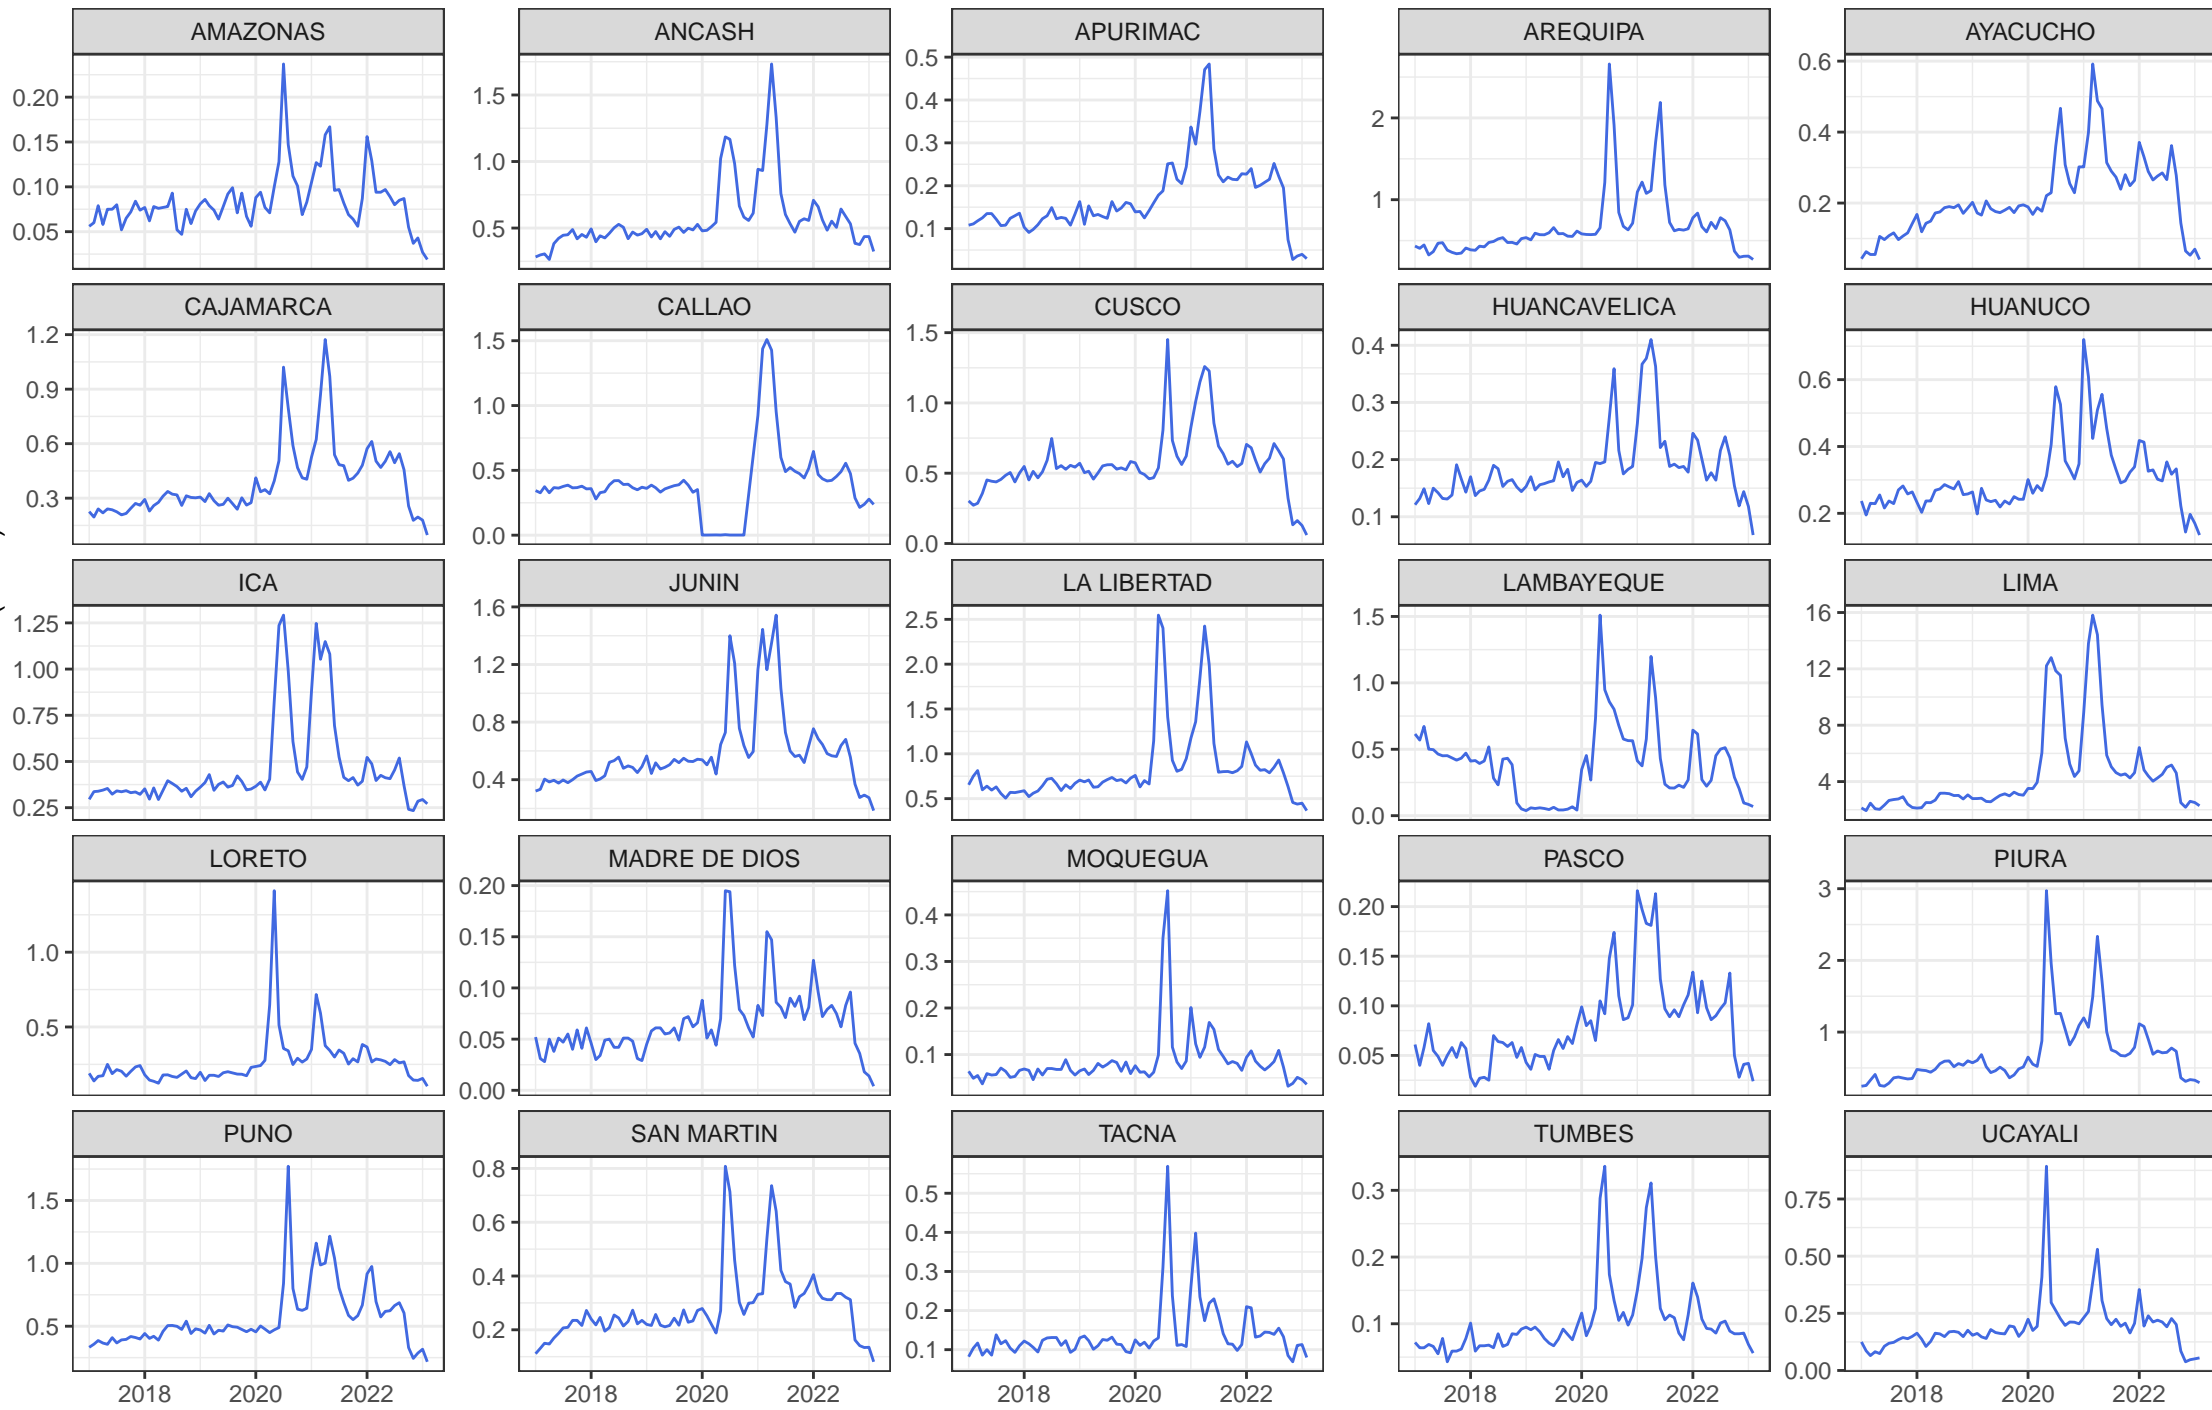 AMAZONAS ANCASH APURIMAC AREQUIPA AYACUCHO
0.20 0.15 0.10 0.05
1.5 1.0 0.5
0.5 0.4 0.3 0.2 0.1
2 1
0.6 0.4 0.2
CAJAMARCA CALLAO CUSCO HUANCAVELICA HUANUCO
1.2 0.9 0.6 0.3
1.5 1.0 0.5 0.0
1.5 1.0 0.5 0.0
0.4 0.3 0.2 0.1
0.6 0.4 0.2
ICA JUNIN LA LIBERTAD LAMBAYEQUE LIMA
1.25 1.00 0.75 0.50 0.25
1.6 1.2 0.8 0.4
2.5 2.0 1.5 1.0 0.5
1.5 1.0 0.5 0.0
16 12 8 4
LORETO MADRE DE DIOS MOQUEGUA PASCO PIURA
1.0 0.5
0.20 0.15 0.10 0.05 0.00
0.4 0.3 0.2 0.1
0.20 0.15 0.10 0.05
3 2 1
PUNO SAN MARTIN TACNA TUMBES UCAYALI
1.5 1.0 0.5
0.8 0.6 0.4 0.2
0.5 0.4 0.3 0.2 0.1
0.3 0.2 0.1
0.75 0.50 0.25 0.00
2018 2020 2022 2018 2020 2022 2018 2020 2022 2018 2020 2022 2018 2020 2022